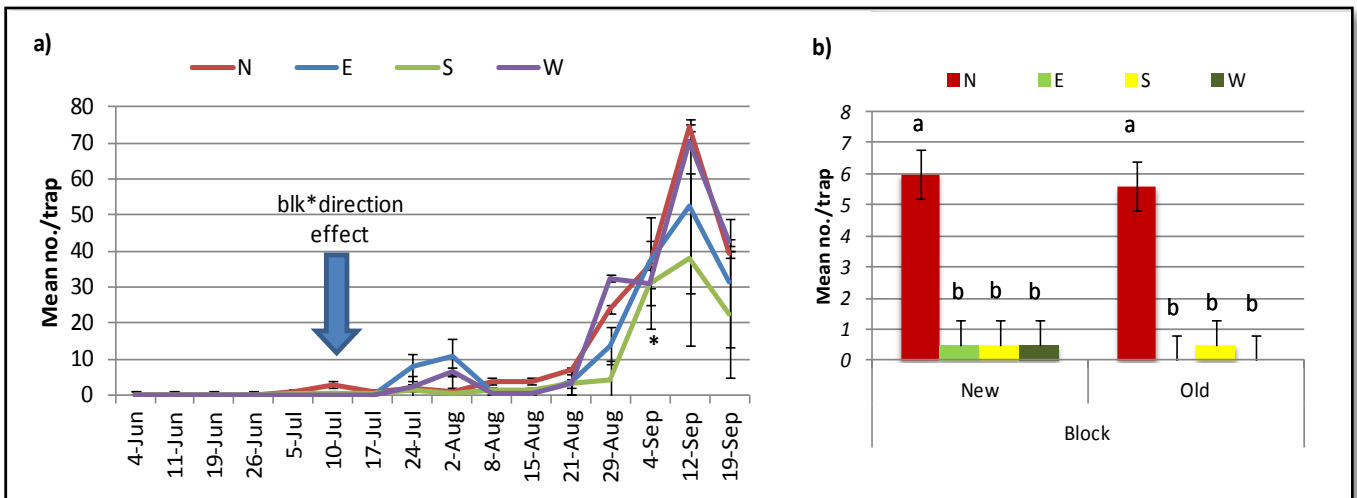 a)
N E S W
Mean no./trap
80
70
60
50
40
30
20
10
0
blk*direction
effect
*
4-Jun
11-Jun
19-Jun
26-Jun
5-Jul
10-Jul
17-Jul
24-Jul
2-Aug
8-Aug
15-Aug
21-Aug
29-Aug
4-Sep
12-Sep
19-Sep
b)
N E S W
Mean no./trap
8
7
6
5
4
3
2
1
0
a a
b b b b b b
New Old
Block